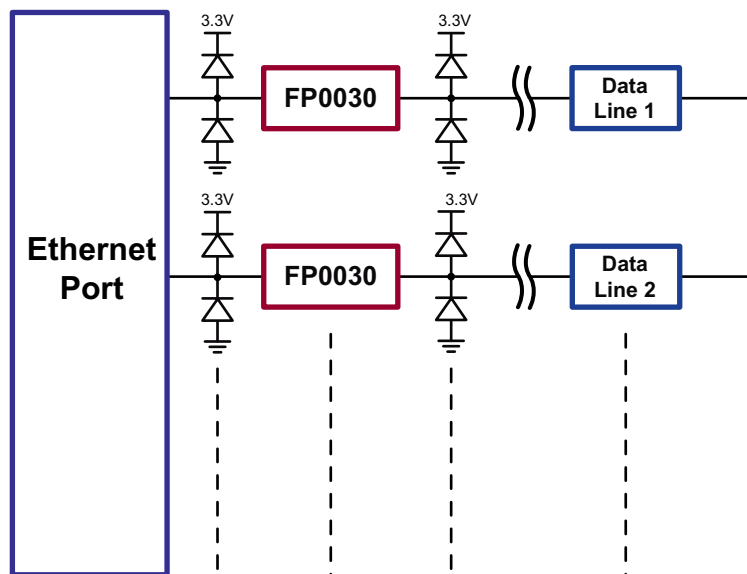 3.3V
3.3V
FP0030
Data
Line 1
3.3V
3.3V
Ethernet
Port
FP0030
Data
Line 2